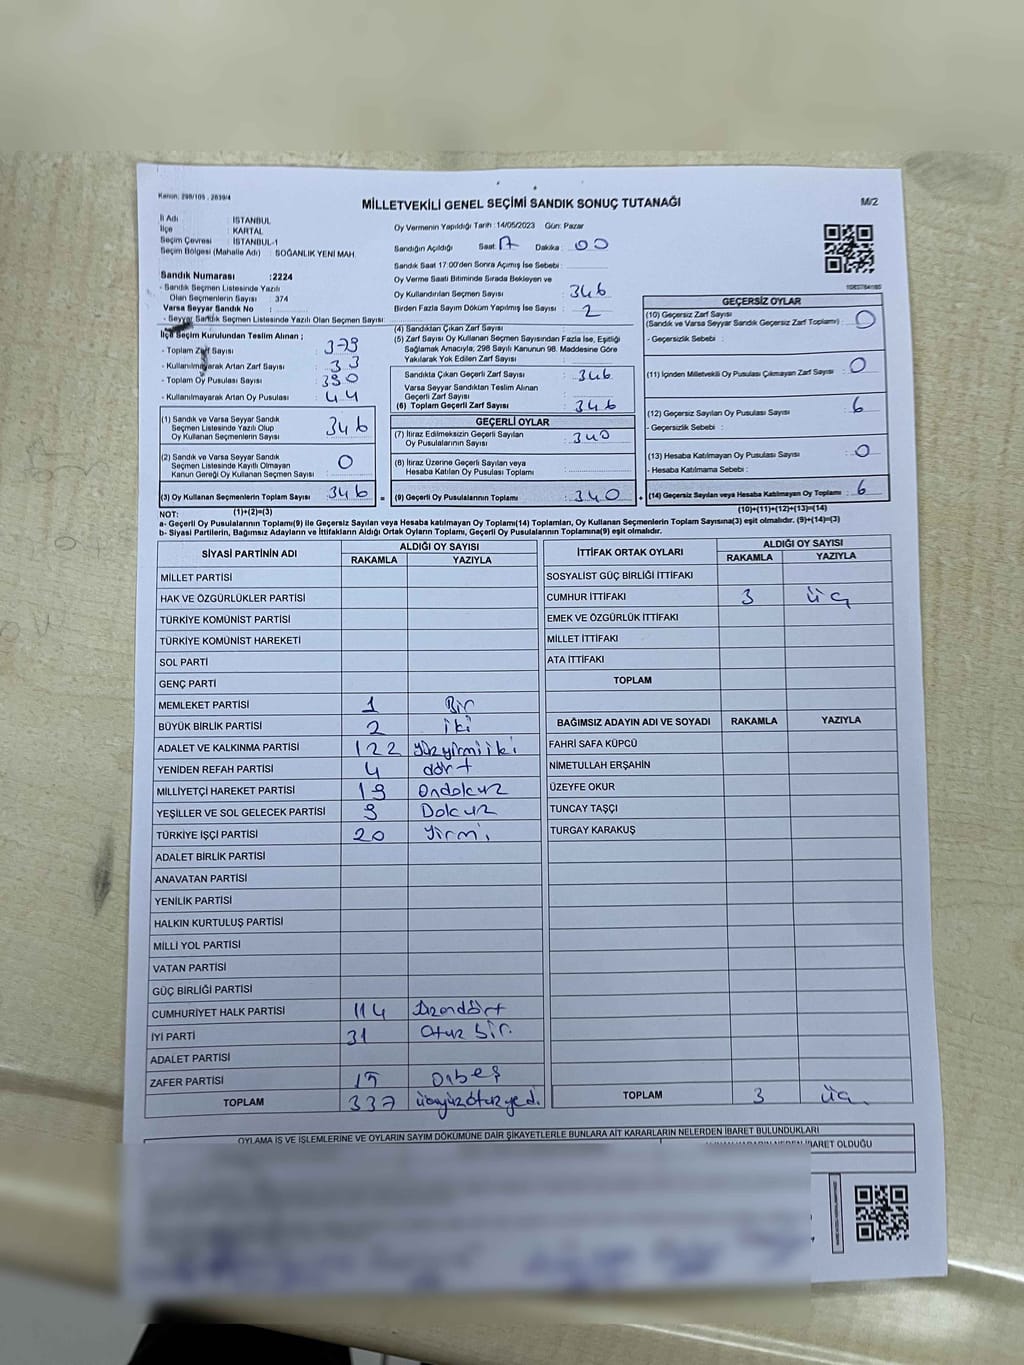 Kanun: 298/105 , 2839/4
MİLLETVEKİLİ GENEL SEÇİMİ SANDIK SONUÇ TUTANAĞI
M/2
İl Adı : ISTANBUL
İlçe : KARTAL
Seçim Çevresi : İSTANBUL-1
Seçim Bölgesi (Mahalle Adı) : SOĞANLIK YENİ MAH.
Sandık Numarası : 2224
- Sandık Seçmen Listesinde Yazılı
Olan Seçmenlerin Sayısı : 374
Varsa Seyyar Sandık No :
- Seyyar Sandık Seçmen Listesinde Yazılı Olan Seçmen Sayısı:
İlçe Seçim Kurulundan Teslim Alınan ;
- Toplam Zarf Sayısı : 379
- Kullanılmayarak Artan Zarf Sayısı : 33
- Toplam Oy Pusulası Sayısı : 390
- Kullanılmayarak Artan Oy Pusulası : 44
(1) Sandık ve Varsa Seyyar Sandık
Seçmen Listesinde Yazılı Olup
Oy Kullanan Seçmenlerin Sayısı : 346
(2) Sandık ve Varsa Seyyar Sandık
Seçmen Listesinde Kayıtlı Olmayan
Kanun Gereği Oy Kullanan Seçmen Sayısı : 0
(3) Oy Kullanan Seçmenlerin Toplam Sayısı : 346
(1)+(2)=(3)
Oy Vermenin Yapıldığı Tarih : 14/05/2023 Gün: Pazar
Sandığın Açıldığı Saat: 17 Dakika : 00
Sandık Saat 17:00'den Sonra Açımış İse Sebebi :
Oy Verme Saati Bitiminde Sırada Bekleyen ve
Oy Kullandırılan Seçmen Sayısı : 346
Birden Fazla Sayım Döküm Yapılmış İse Sayısı : 2
(4) Sandıktan Çıkan Zarf Sayısı :
(5) Zarf Sayısı Oy Kullanan Seçmen Sayısından Fazla İse, Eşitliği
Sağlamak Amacıyla; 298 Sayılı Kanunun 98. Maddesine Göre
Yakılarak Yok Edilen Zarf Sayısı :
Sandıkta Çıkan Geçerli Zarf Sayısı : 346
Varsa Seyyar Sandıktan Teslim Alınan
Geçerli Zarf Sayısı :
(6) Toplam Geçerli Zarf Sayısı : 346
GEÇERLİ OYLAR
(7) İtiraz Edilmeksizin Geçerli Sayılan
Oy Pusulalarının Sayısı : 340
(8) İtiraz Üzerine Geçerli Sayılan veya
Hesaba Katılan Oy Pusulası Toplamı :
(9) Geçerli Oy Pusulalarının Toplamı : 340
GEÇERSİZ OYLAR
(10) Geçersiz Zarf Sayısı
(Sandık ve Varsa Seyyar Sandık Geçersiz Zarf Toplamı) : 0
- Geçersizlik Sebebi :
(11) İçinden Milletvekili Oy Pusulası Çıkmayan Zarf Sayısı : 0
(12) Geçersiz Sayılan Oy Pusulası Sayısı : 6
- Geçersizlik Sebebi :
(13) Hesaba Katılmayan Oy Pusulası Sayısı : 0
- Hesaba Katılmama Sebebi :
(14) Geçersiz Sayılan veya Hesaba Katılmayan Oy Toplamı : 6
(10)+(11)+(12)+(13)=(14)
NOT:
a- Geçerli Oy Pusulalarının Toplamı(9) ile Geçersiz Sayılan veya Hesaba katılmayan Oy Toplamı(14) Toplamları, Oy Kullanan Seçmenlerin Toplam Sayısına(3) eşit olmalıdır. (9)+(14)=(3)
b- Siyasi Partilerin, Bağımsız Adayların ve İttifakların Aldığı Ortak Oyların Toplamı, Geçerli Oy Pusulalarının Toplamına(9) eşit olmalıdır.
SİYASİ PARTİNİN ADI ALDIĞI OY SAYISI
RAKAMLA YAZIYLA
MİLLET PARTİSİ
HAK VE ÖZGÜRLÜKLER PARTİSİ
TÜRKİYE KOMÜNİST PARTİSİ
TÜRKİYE KOMÜNİST HAREKETİ
SOL PARTİ
GENÇ PARTİ
MEMLEKET PARTİSİ 1 Bir
BÜYÜK BİRLİK PARTİSİ 2 iki
ADALET VE KALKINMA PARTİSİ 122 Yüzyirmiiki
YENİDEN REFAH PARTİSİ 4 dört
MİLLİYETÇİ HAREKET PARTİSİ 19 Ondokuz
YEŞİLLER VE SOL GELECEK PARTİSİ 9 Dokuz
TÜRKİYE İŞÇİ PARTİSİ 20 Yirmi
ADALET BİRLİK PARTİSİ
ANAVATAN PARTİSİ
YENİLİK PARTİSİ
HALKIN KURTULUŞ PARTİSİ
MİLLİ YOL PARTİSİ
VATAN PARTİSİ
GÜÇ BİRLİĞİ PARTİSİ
CUMHURİYET HALK PARTİSİ 114
İYİ PARTİ 31 Otuz bir.
ADALET PARTİSİ
ZAFER PARTİSİ 15 Onbeş
TOPLAM 337 üçyüzotuzyedi
İTTİFAK ORTAK OYLARI ALDIĞI OY SAYISI
RAKAMLA YAZIYLA
SOSYALİST GÜÇ BİRLİĞİ İTTİFAKI
CUMHUR İTTİFAKI 3 üç
EMEK VE ÖZGÜRLÜK İTTİFAKI
MİLLET İTTİFAKI
ATA İTTİFAKI
TOPLAM
BAĞIMSIZ ADAYIN ADI VE SOYADI RAKAMLA YAZIYLA
FAHRİ SAFA KÜPCÜ
NİMETULLAH ERŞAHİN
ÜZEYFE OKUR
TUNCAY TAŞÇI
TURGAY KARAKUŞ
TOPLAM 3 üç.
OYLAMA İŞ VE İŞLEMLERİNE VE OYLARIN SAYIM DÖKÜMÜNE DAİR ŞİKAYETLERLE BUNLARA AİT KARARLARIN NELERDEN İBARET BULUNDUKLARI
İBARET OLDUĞU